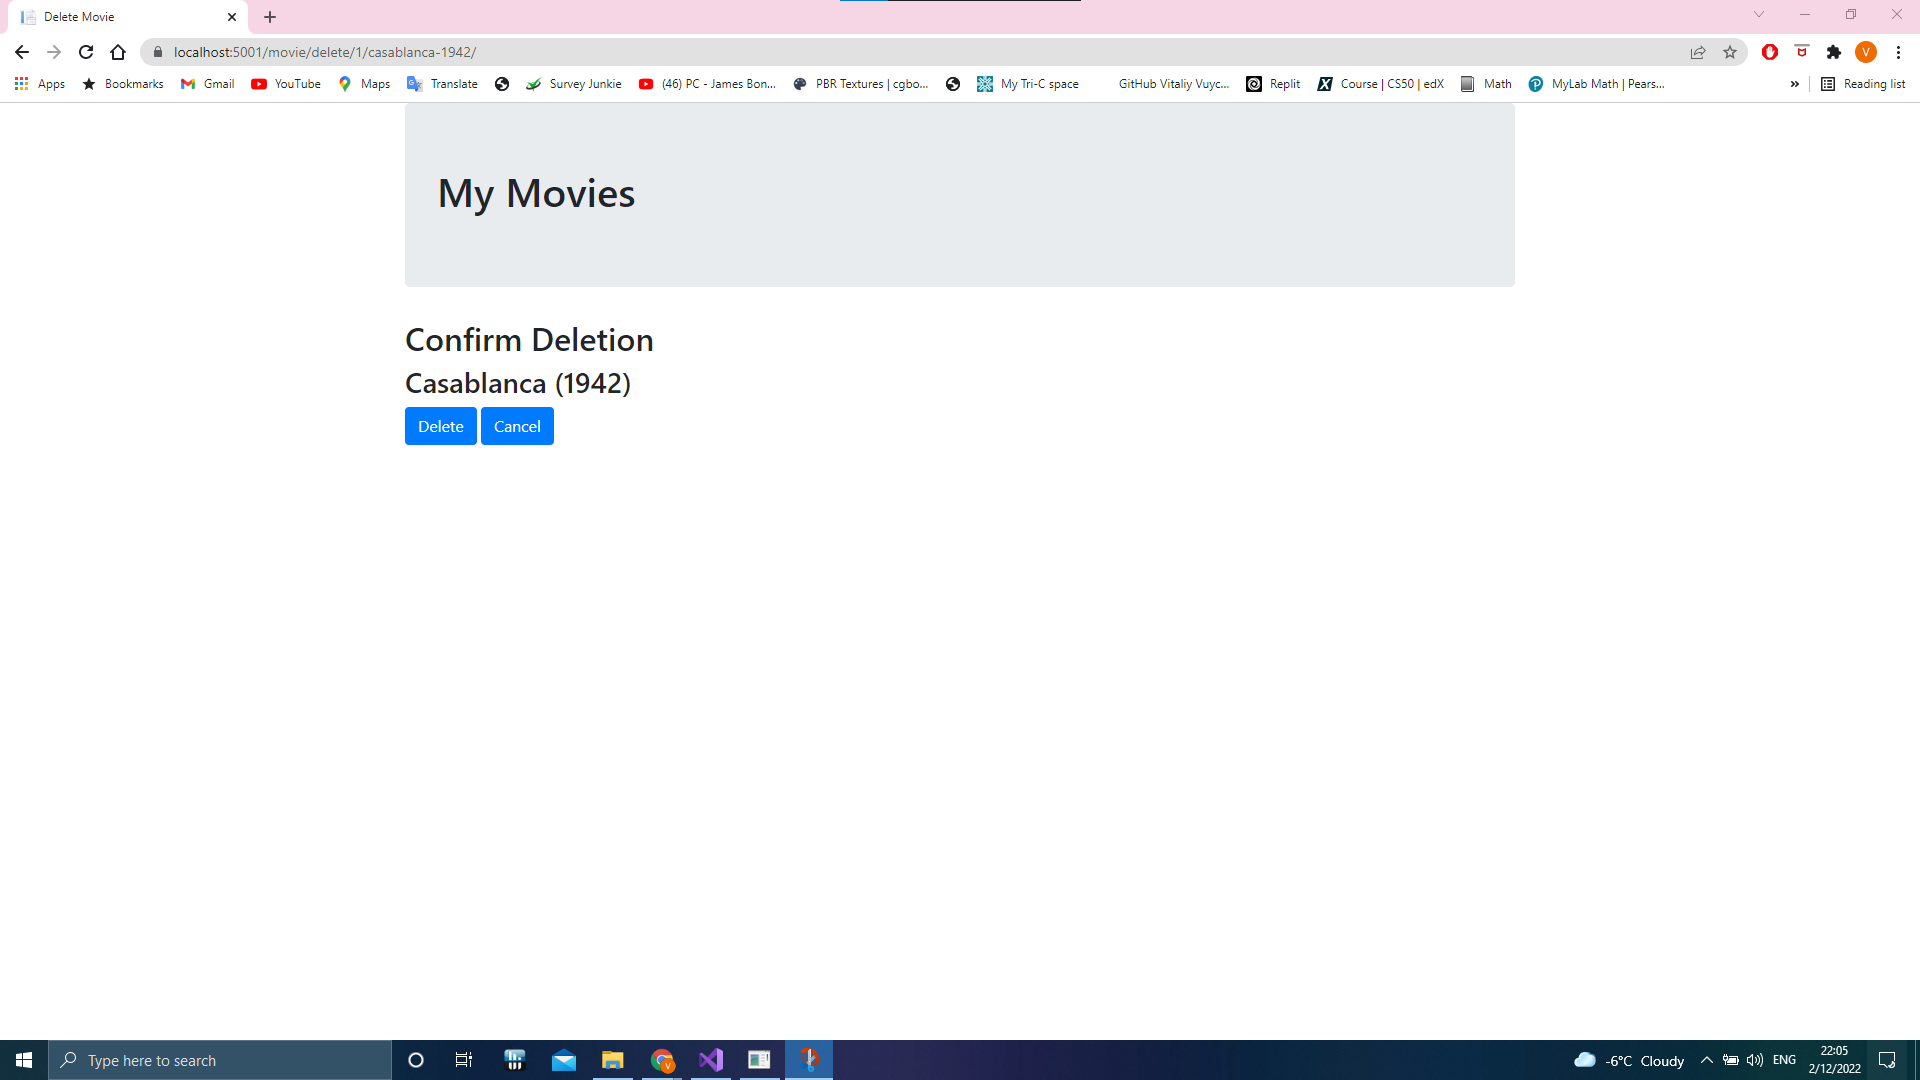 Delete Movie
localhost:5001/movie/delete/1/casablanca-1942/
V
Apps Bookmarks Gmail YouTube Maps Translate Survey Junkie (46) PC - James Bon... PBR Textures | cgbo... My Tri-C space GitHub Vitaliy Vuyc... Replit Course | CS50 | edX Math MyLab Math | Pears... » Reading list
My Movies
Confirm Deletion
Casablanca (1942)
Delete Cancel
Type here to search
-6°C Cloudy
ENG
22:05
2/12/2022